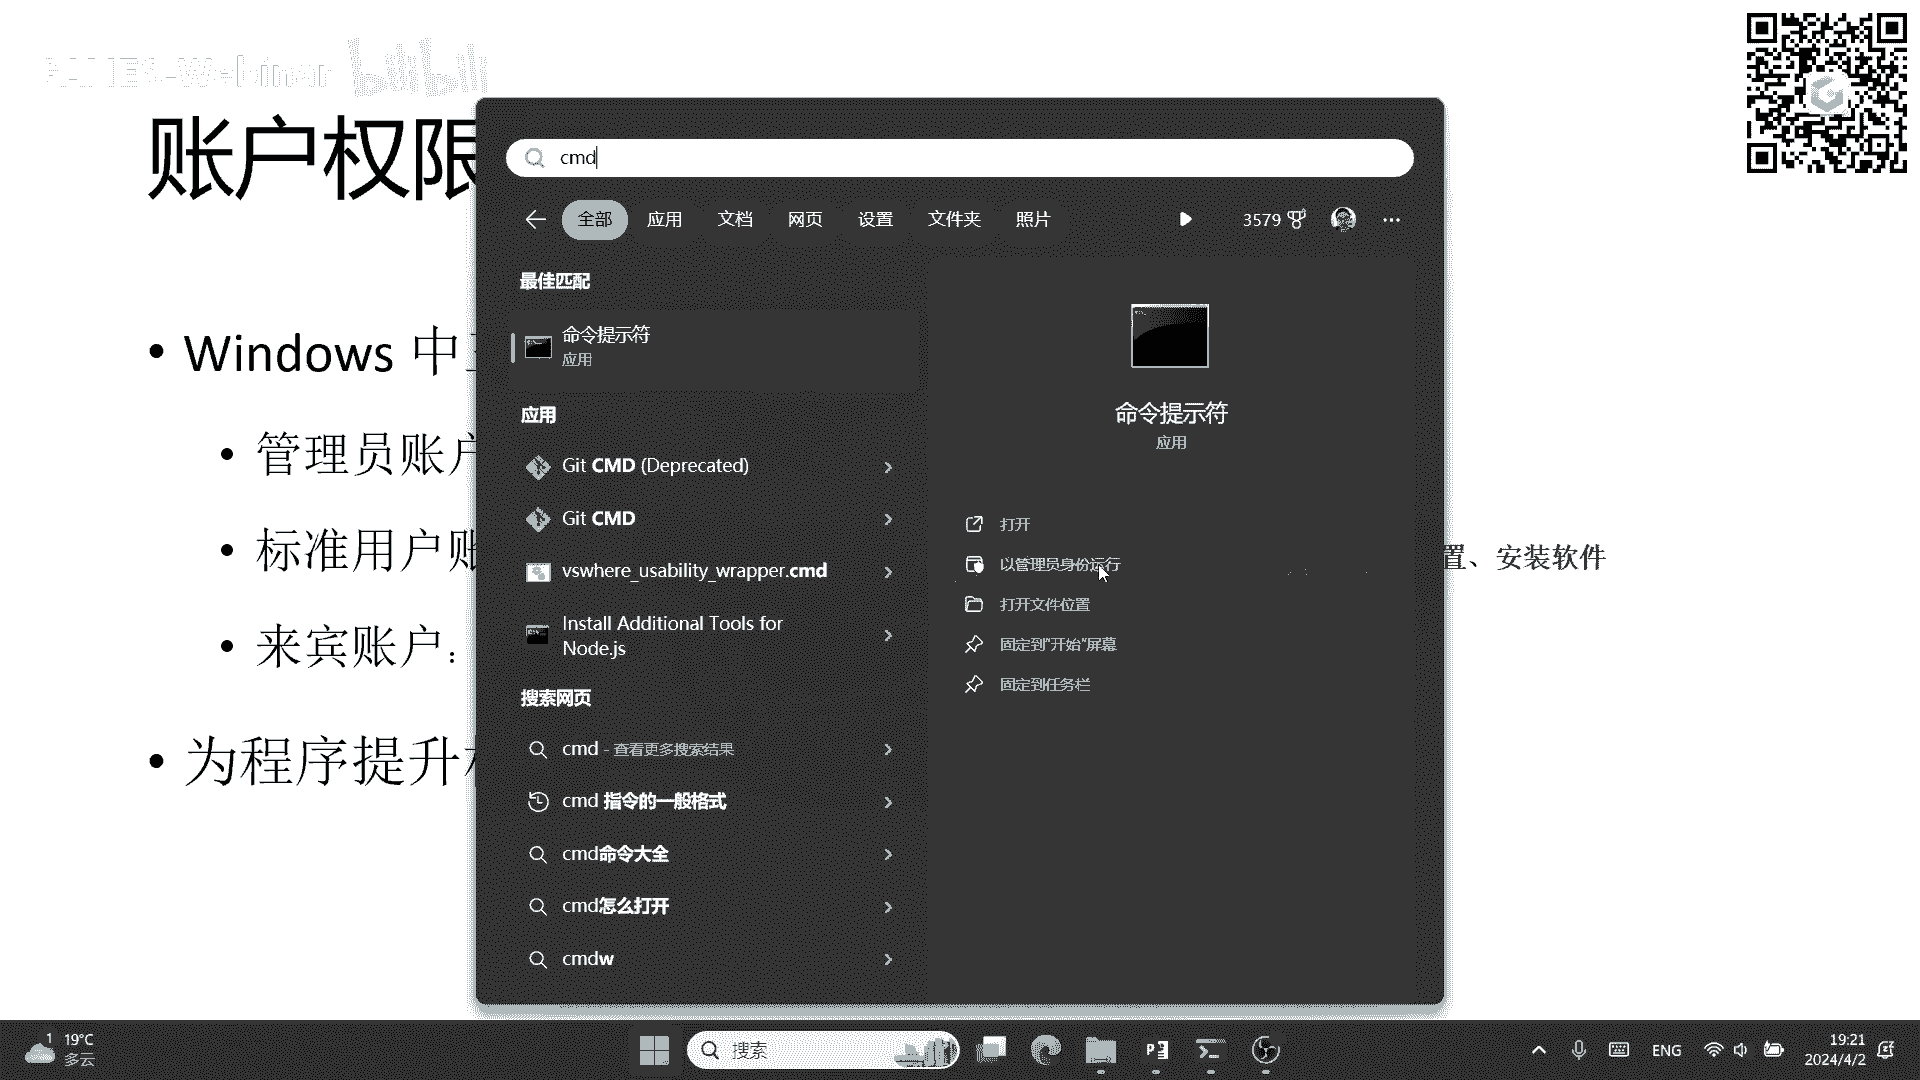 Webinar bilibili
账户权限
cmd
全部 应用 文档 网页 设置 文件夹 照片 3579
最佳匹配
命令提示符
应用
应用
Git CMD (Deprecated)
Git CMD
vswhere_usability_wrapper.cmd
Install Additional Tools for
Node.js
搜索网页
cmd - 查看更多搜索结果
cmd 指令的一般格式
cmd命令大全
cmd怎么打开
cmdw
命令提示符
应用
打开
以管理员身份运行
打开文件位置
固定到"开始"屏幕
固定到任务栏
• Windows 中
• 管理员账户
• 标准用户账
置、安装软件
• 来宾账户：
• 为程序提升
1 19°C
多云
搜索
ENG
19:21
2024/4/2